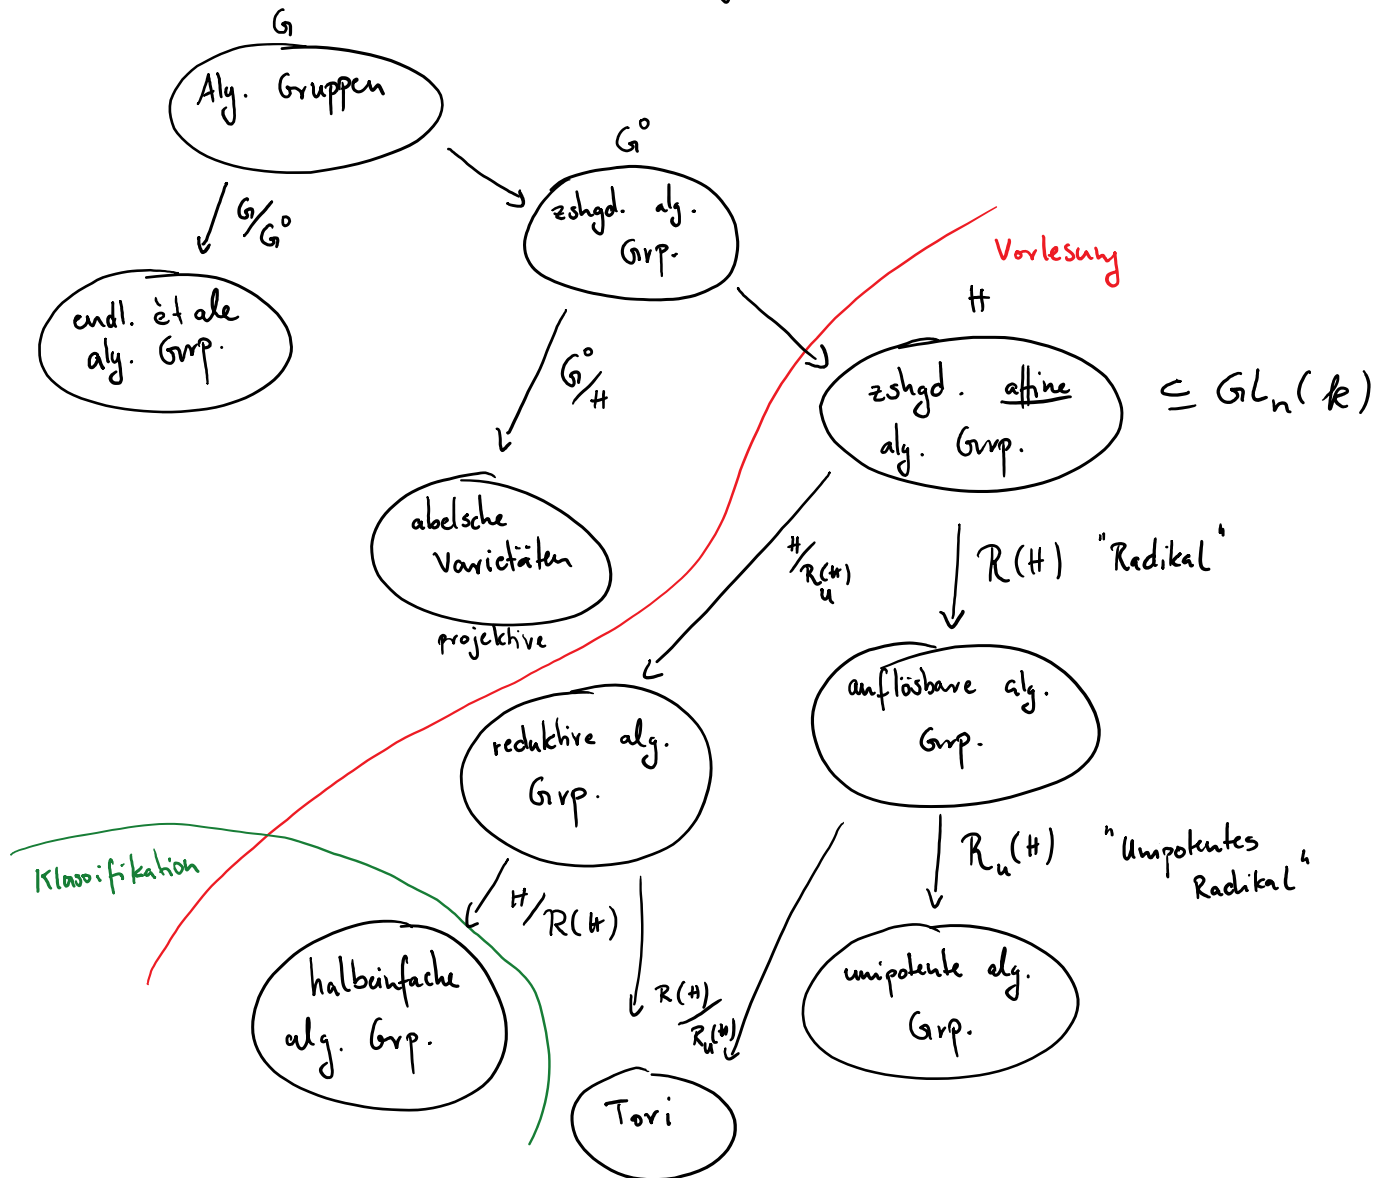 G
Alg. Gruppen
G°
zshgd. alg.
Grp.
G/G°
Vorlesung
endl. ètale
alg. Grp.
H
G°/H
zshgd. affine
alg. Grp.
⊆ GLₙ(k)
abelsche
Varietäten
projektive
H/R(H)
u
R(H) "Radikal"
auflösbare alg.
Grp.
reduktive alg.
Grp.
Klassifikation
H/R(H)
Rᵤ(H) "Unipotentes
Radikal"
halbeinfache
alg. Grp.
R(H)/Rᵤ(H)
unipotente alg.
Grp.
Tori